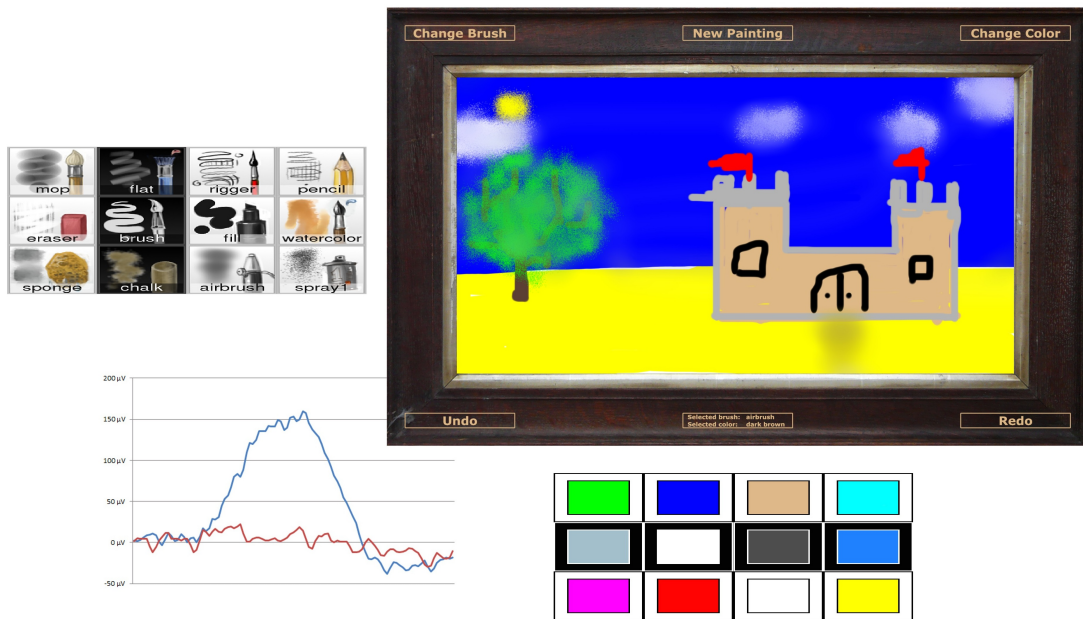 Change Brush
New Painting
Change Color
mop
flat
rigger
pencil
eraser
brush
fill
watercolor
sponge
chalk
airbrush
spray1
Undo
Selected brush: airbrush
Selected color: dark brown
Redo
200 µV
150 µV
100 µV
50 µV
0 µV
-50 µV